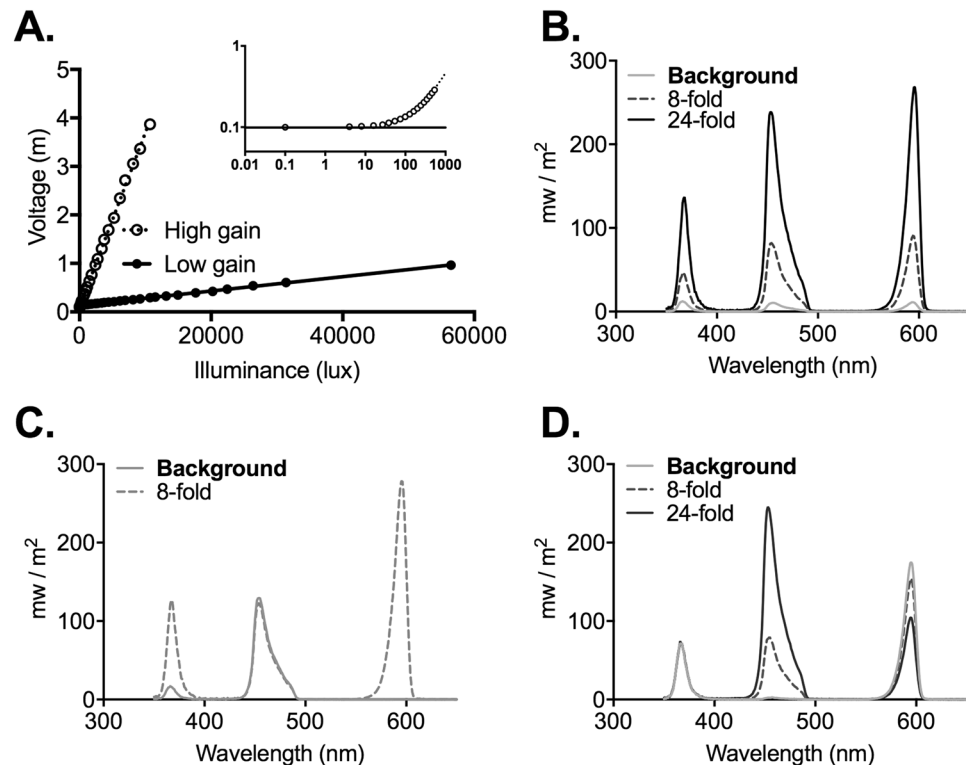 A.
Voltage (m)
5
4
3
2
1
0
0
20000
40000
60000
Illuminance (lux)
High gain
Low gain
1
0.1
0.01
0.1
1
10
100
1000
B.
mw / m2
300
200
100
0
300
400
500
600
Wavelength (nm)
Background
8-fold
24-fold
C.
mw / m2
300
200
100
0
300
400
500
600
Wavelength (nm)
Background
8-fold
D.
mw / m2
300
200
100
0
300
400
500
600
Wavelength (nm)
Background
8-fold
24-fold